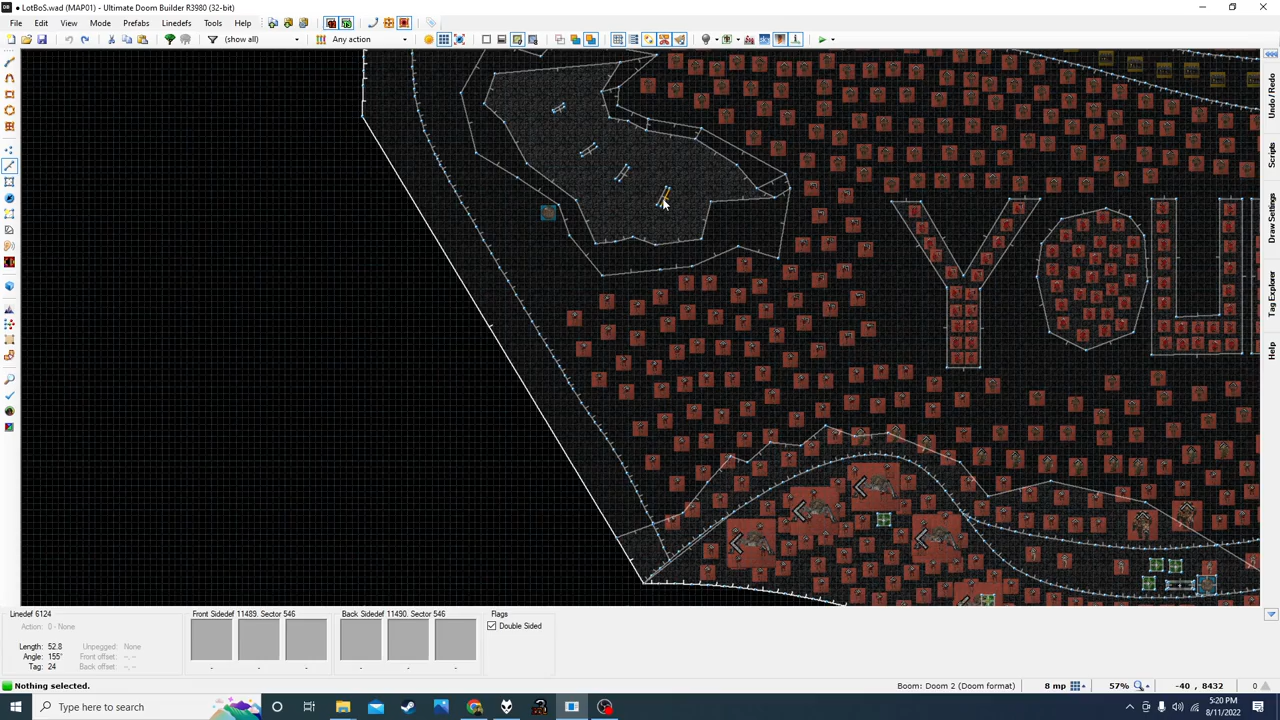 LotBoS.wad (MAP01) - Ultimate Doom Builder R3980 (32-bit)
File Edit View Mode Prefabs Linedefs Tools Help
(show all) Any action
Undo / Redo
Scripts
Draw Settings
Tag Explorer
Help
YOU
Linedef 6124
Action: 0 - None
Length: 52.8 Unpegged: None
Angle: 155° Front offset: --, --
Tag: 24 Back offset: --, --
Front Sidedef 11489. Sector 546
- - -
Back Sidedef 11490. Sector 546
- - -
Flags
Double Sided
Nothing selected.
Boom: Doom 2 (Doom format) 8 mp 57% -40 , 8432 0
Type here to search
5:20 PM
8/11/2022